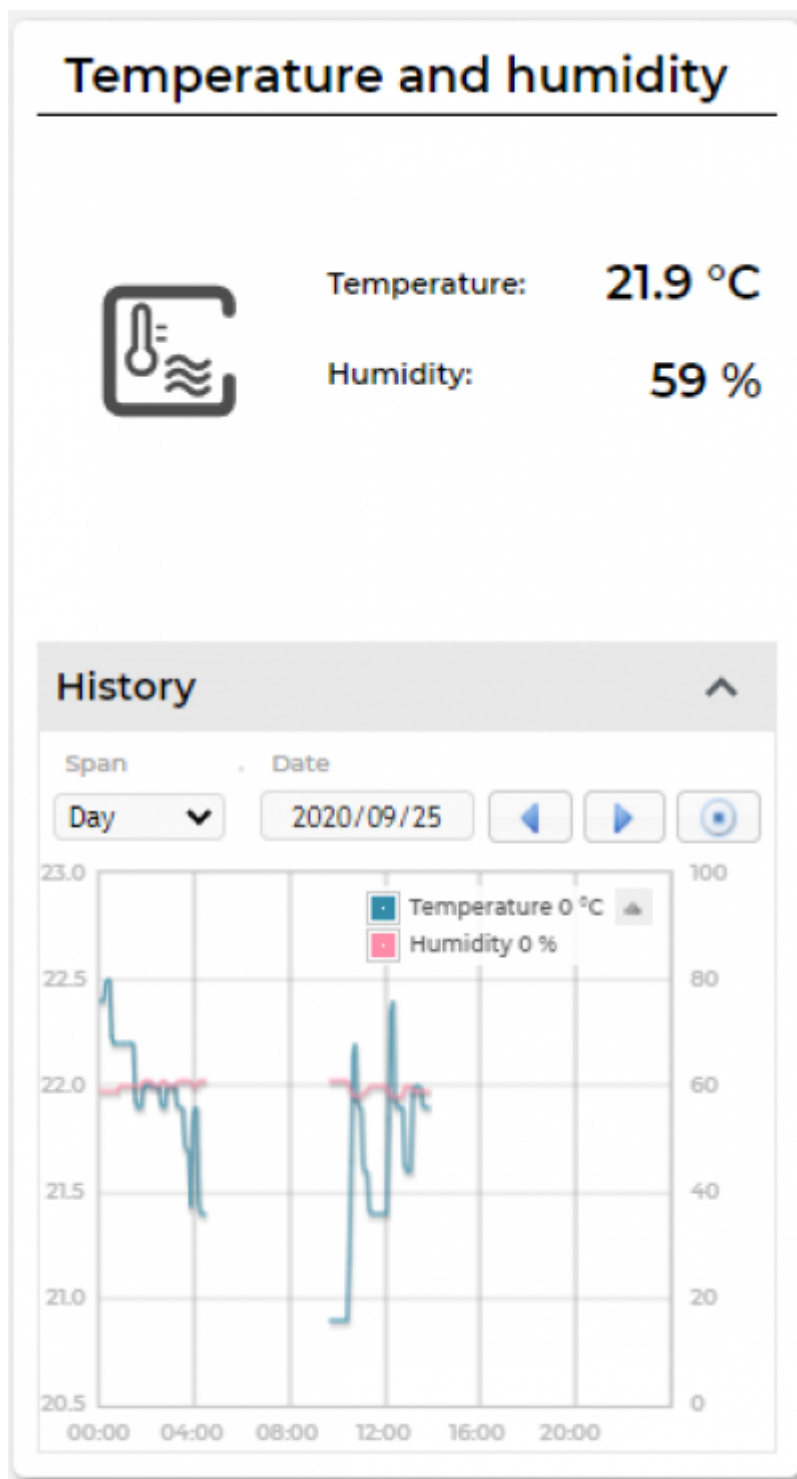 Temperature and humidity
Temperature: 21.9 °C
Humidity: 59 %
History
Span . Date
Day 2020/09/25
23.0 100
Temperature 0 °C
Humidity 0 %
22.5 80
22.0 60
21.5 40
21.0 20
20.5 0
00:00 04:00 08:00 12:00 16:00 20:00